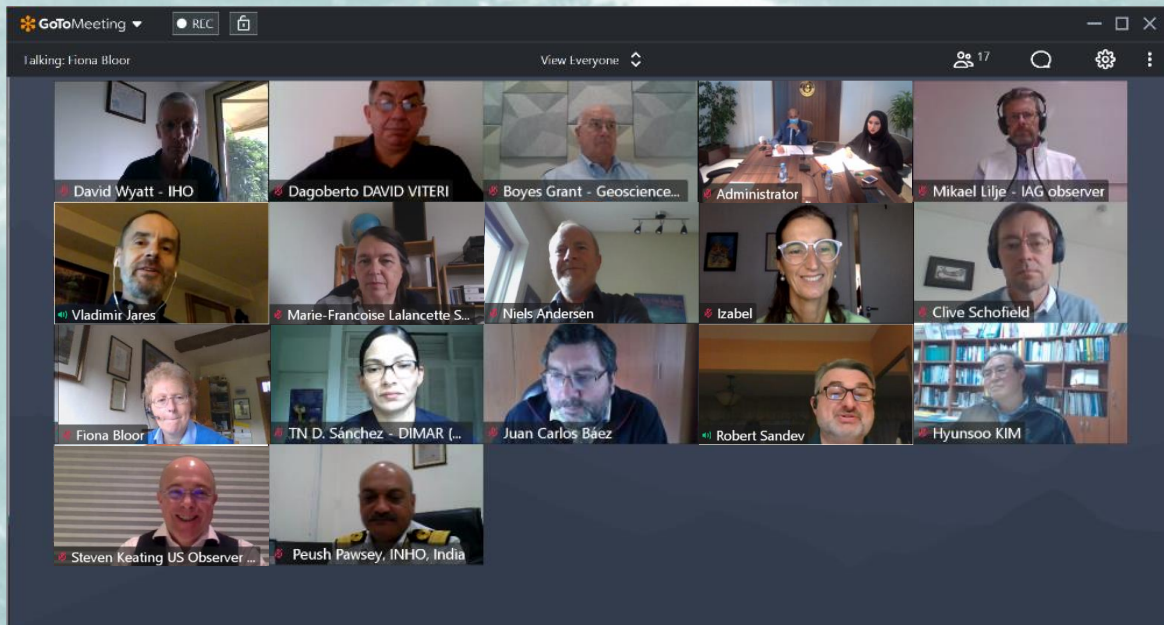 GoToMeeting
REC
Talking: Fiona Bloor
View Everyone
17
David Wyatt - IHO
Dagoberto DAVID VITERI
Boyes Grant - Geoscience...
Administrator
Mikael Lilje - IAG observer
Vladimir Jares
Marie-Francoise Lalancette S...
Niels Andersen
Izabel
Clive Schofield
Fiona Bloor
TN D. Sánchez - DIMAR (...
Juan Carlos Báez
Robert Sandev
Hyunsoo KIM
Steven Keating US Observer ...
Peush Pawsey, INHO, India